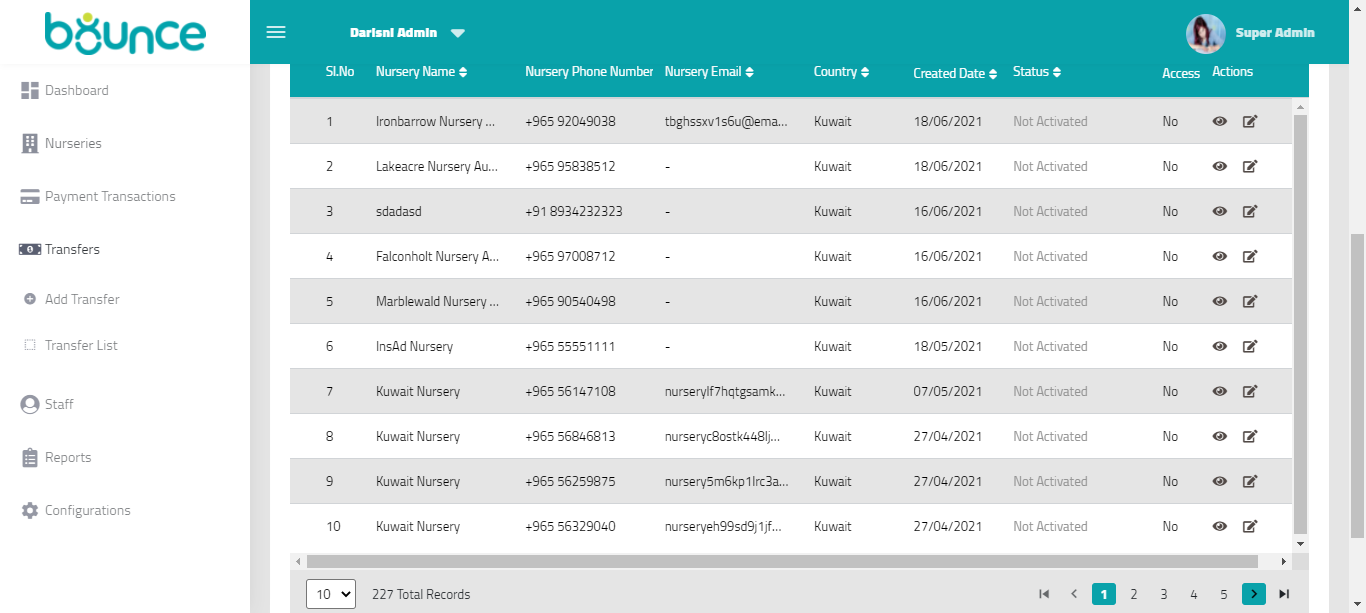 bounce
Darisni Admin
Super Admin
Dashboard
Nurseries
Payment Transactions
Transfers
Add Transfer
Transfer List
Staff
Reports
Configurations
Sl.No Nursery Name Nursery Phone Number Nursery Email Country Created Date Status Access Actions
1 Ironbarrow Nursery ... +965 92049038 tbghssxv1s6u@ema... Kuwait 18/06/2021 Not Activated No
2 Lakeacre Nursery Au... +965 95838512 - Kuwait 18/06/2021 Not Activated No
3 sdadasd +91 8934232323 - Kuwait 16/06/2021 Not Activated No
4 Falconholt Nursery A... +965 97008712 - Kuwait 16/06/2021 Not Activated No
5 Marblewald Nursery ... +965 90540498 - Kuwait 16/06/2021 Not Activated No
6 InsAd Nursery +965 55551111 - Kuwait 18/05/2021 Not Activated No
7 Kuwait Nursery +965 56147108 nurserylf7hqtgsamk... Kuwait 07/05/2021 Not Activated No
8 Kuwait Nursery +965 56846813 nurseryc8ostk448lj... Kuwait 27/04/2021 Not Activated No
9 Kuwait Nursery +965 56259875 nursery5m6kp1lrc3a... Kuwait 27/04/2021 Not Activated No
10 Kuwait Nursery +965 56329040 nurseryeh99sd9j1jf... Kuwait 27/04/2021 Not Activated No
10 227 Total Records 1 2 3 4 5